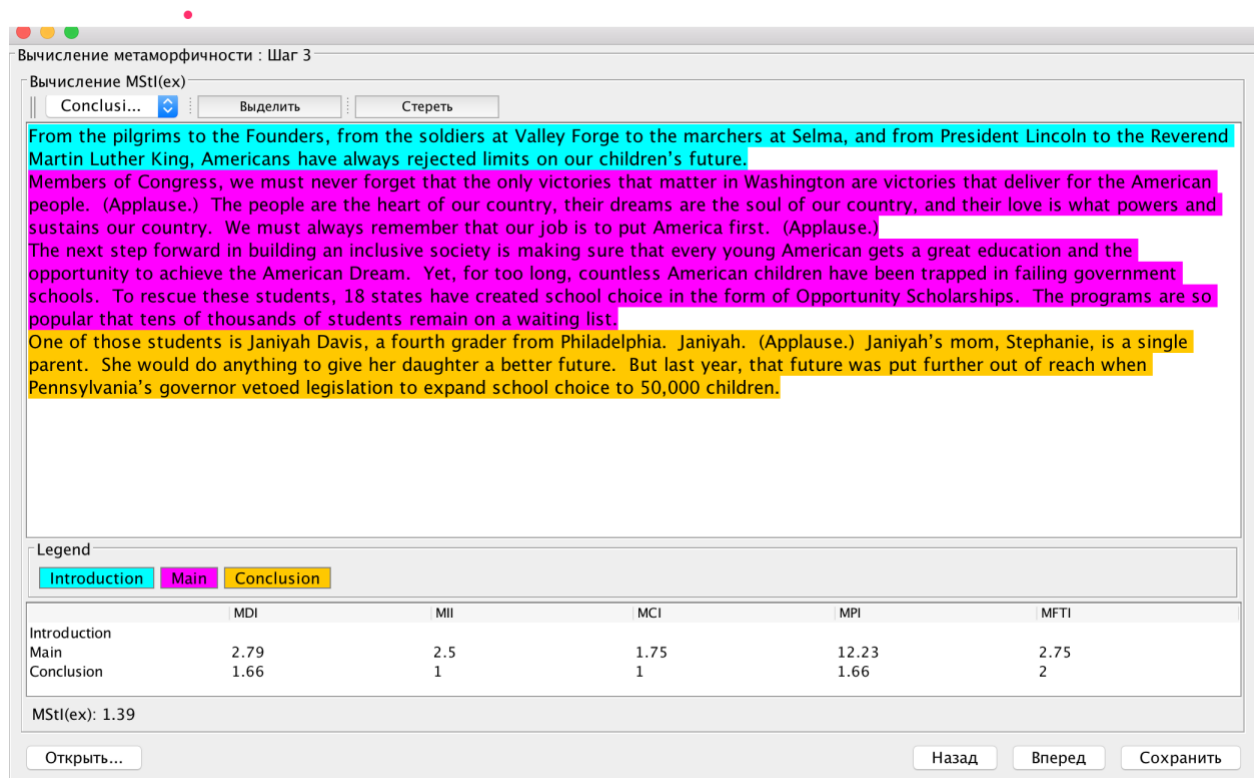 Вычисление метаморфичности : Шаг 3
Вычисление MStI(ex)
Conclusi... Выделить Стереть
From the pilgrims to the Founders, from the soldiers at Valley Forge to the marchers at Selma, and from President Lincoln to the Reverend
Martin Luther King, Americans have always rejected limits on our children’s future.
Members of Congress, we must never forget that the only victories that matter in Washington are victories that deliver for the American
people. (Applause.) The people are the heart of our country, their dreams are the soul of our country, and their love is what powers and
sustains our country. We must always remember that our job is to put America first. (Applause.)
The next step forward in building an inclusive society is making sure that every young American gets a great education and the
opportunity to achieve the American Dream. Yet, for too long, countless American children have been trapped in failing government
schools. To rescue these students, 18 states have created school choice in the form of Opportunity Scholarships. The programs are so
popular that tens of thousands of students remain on a waiting list.
One of those students is Janiyah Davis, a fourth grader from Philadelphia. Janiyah. (Applause.) Janiyah’s mom, Stephanie, is a single
parent. She would do anything to give her daughter a better future. But last year, that future was put further out of reach when
Pennsylvania’s governor vetoed legislation to expand school choice to 50,000 children.
Legend
Introduction Main Conclusion
MDI MII MCI MPI MFTI
Introduction
Main 2.79 2.5 1.75 12.23 2.75
Conclusion 1.66 1 1 1.66 2
MStI(ex): 1.39
Открыть... Назад Вперед Сохранить